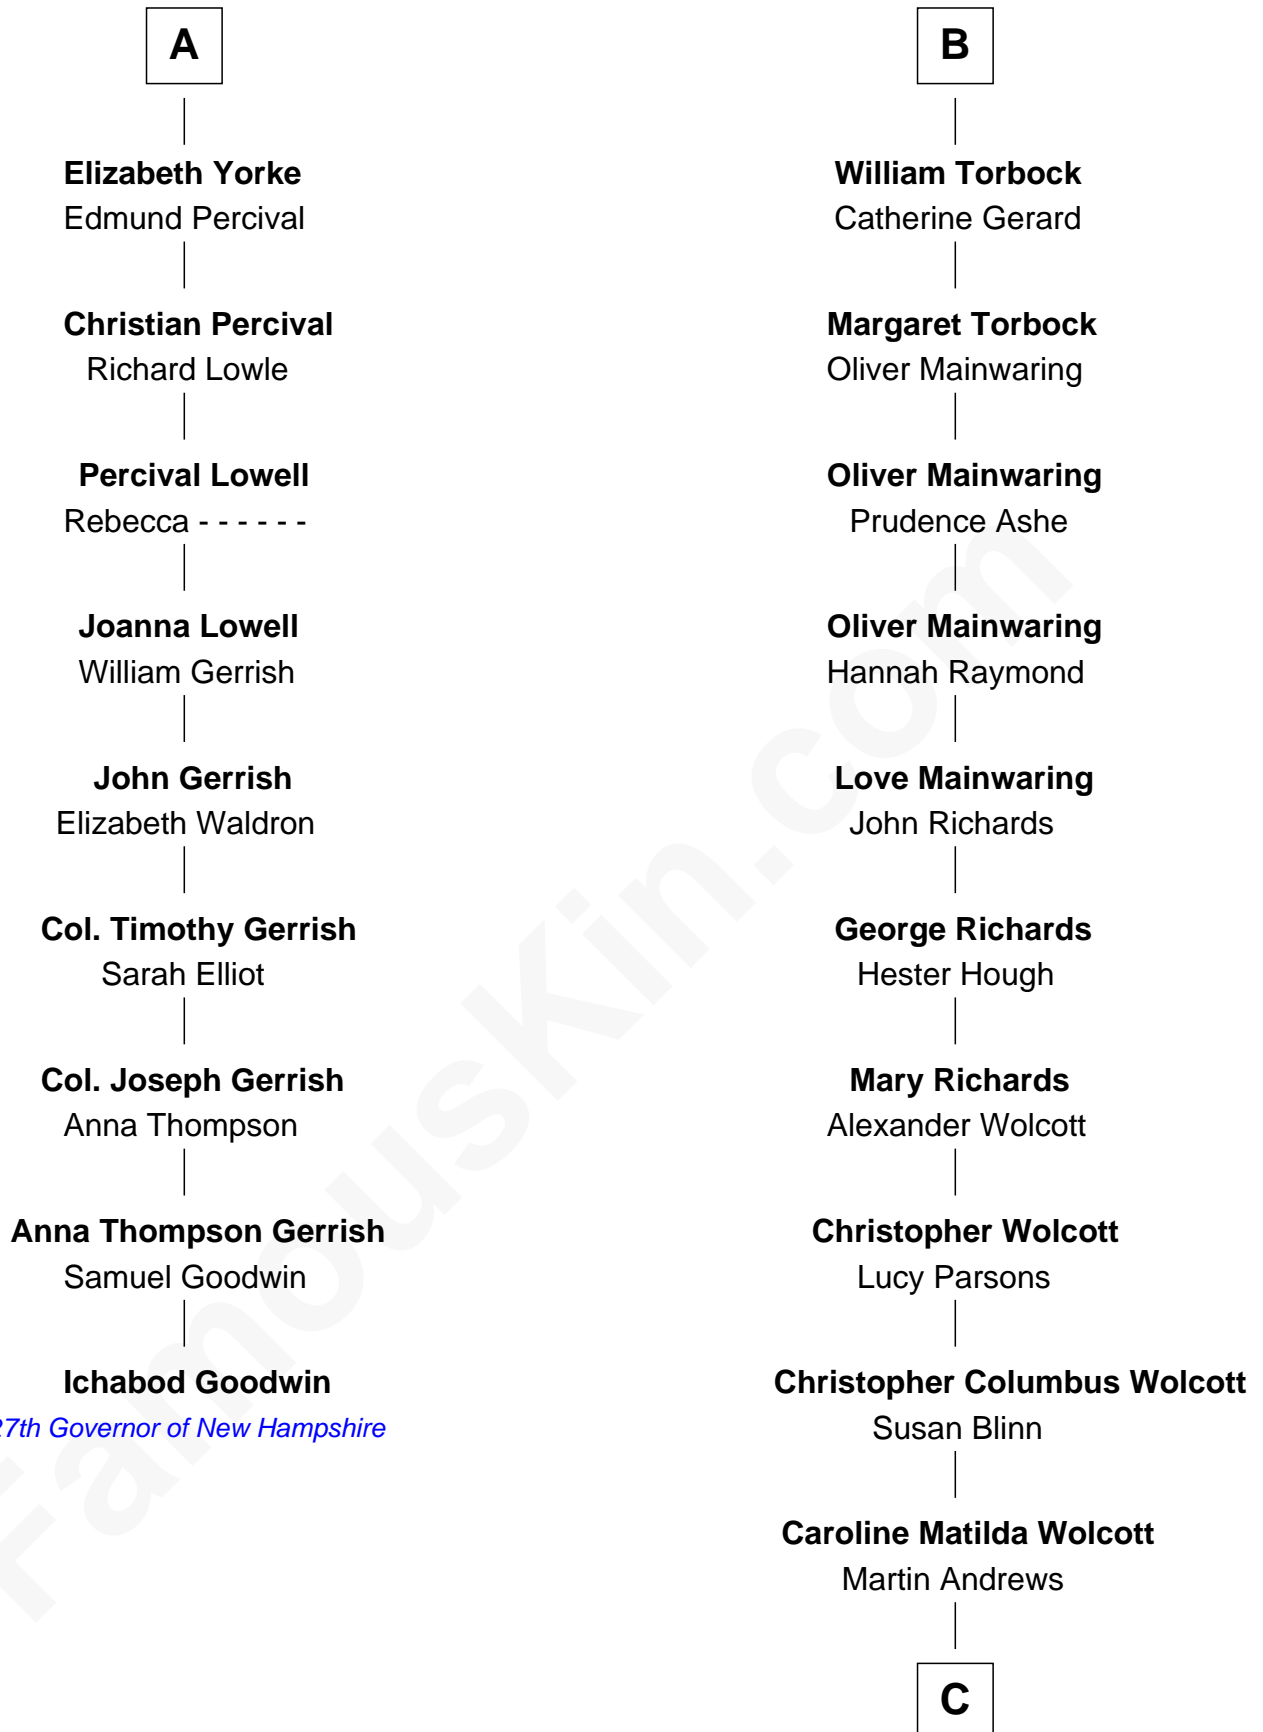 A
Elizabeth Yorke
Edmund Percival
Christian Percival
Richard Lowle
Percival Lowell
Rebecca - - - - - -
Joanna Lowell
William Gerrish
John Gerrish
Elizabeth Waldron
Col. Timothy Gerrish
Sarah Elliot
Col. Joseph Gerrish
Anna Thompson
Anna Thompson Gerrish
Samuel Goodwin
Ichabod Goodwin
27th Governor of New Hampshire
B
William Torbock
Catherine Gerard
Margaret Torbock
Oliver Mainwaring
Oliver Mainwaring
Prudence Ashe
Oliver Mainwaring
Hannah Raymond
Love Mainwaring
John Richards
George Richards
Hester Hough
Mary Richards
Alexander Wolcott
Christopher Wolcott
Lucy Parsons
Christopher Columbus Wolcott
Susan Blinn
Caroline Matilda Wolcott
Martin Andrews
C
FamousKin.com